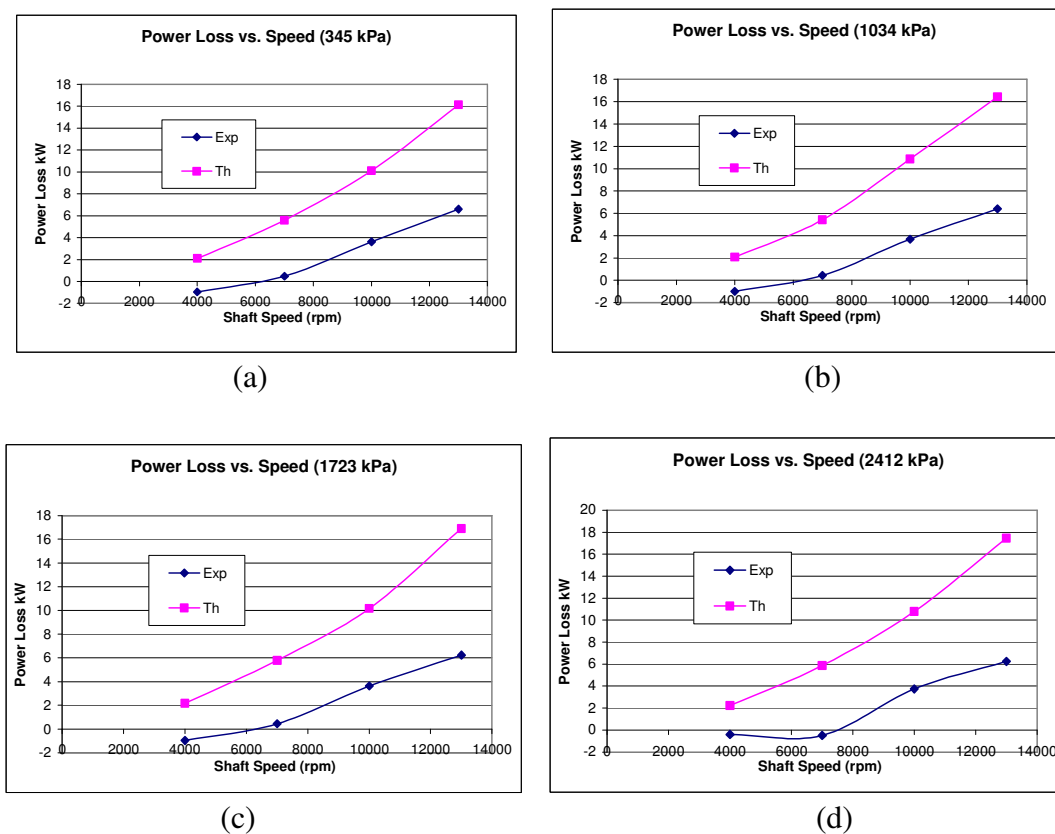 Power Loss vs. Speed (345 kPa)
18
16
14
12
10
8
6
4
2
0
-2
0 2000 4000 6000 8000 10000 12000 14000
Power Loss kW
Shaft Speed (rpm)
Exp
Th
(a)
Power Loss vs. Speed (1034 kPa)
18
16
14
12
10
8
6
4
2
0
-2
0 2000 4000 6000 8000 10000 12000 14000
Power Loss kW
Shaft Speed (rpm)
Exp
Th
(b)
Power Loss vs. Speed (1723 kPa)
18
16
14
12
10
8
6
4
2
0
-2
0 2000 4000 6000 8000 10000 12000 14000
Power Loss kW
Shaft Speed (rpm)
Exp
Th
(c)
Power Loss vs. Speed (2412 kPa)
20
18
16
14
12
10
8
6
4
2
0
-2
0 2000 4000 6000 8000 10000 12000 14000
Power Loss kW
Shaft Speed (rpm)
Exp
Th
(d)